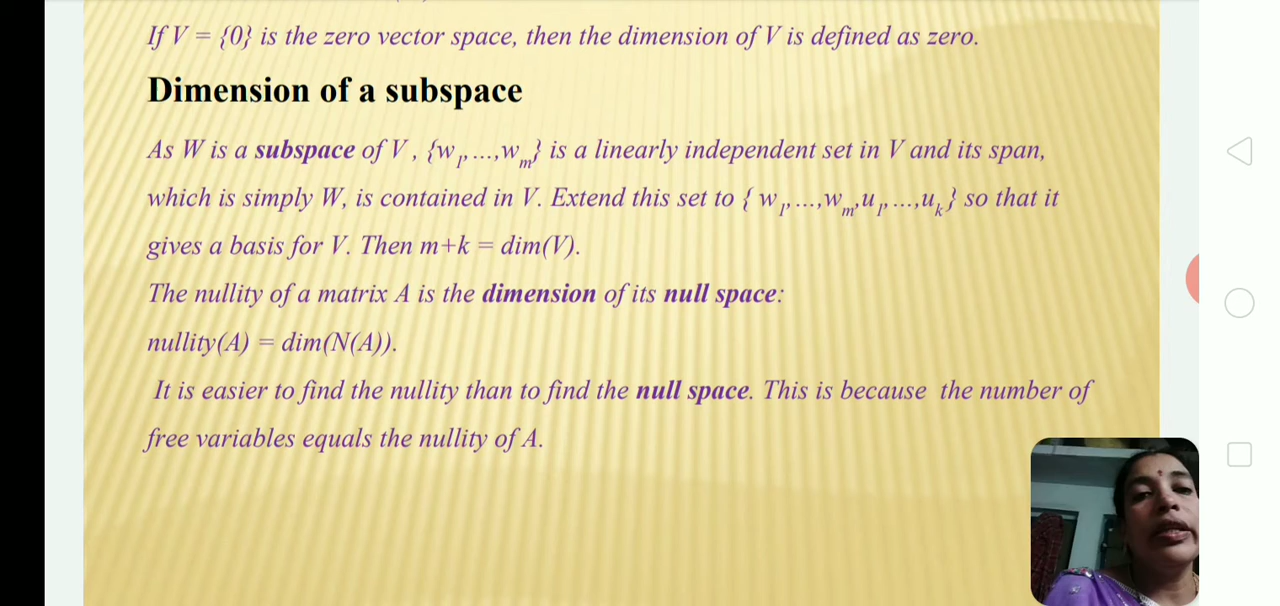 If V = {0} is the zero vector space, then the dimension of V is defined as zero.
Dimension of a subspace
As W is a subspace of V , {w₁,...,wₘ} is a linearly independent set in V and its span,
which is simply W, is contained in V. Extend this set to { w₁,...,wₘ,u₁,...,uₖ} so that it
gives a basis for V. Then m+k = dim(V).
The nullity of a matrix A is the dimension of its null space:
nullity(A) = dim(N(A)).
It is easier to find the nullity than to find the null space. This is because the number of
free variables equals the nullity of A.